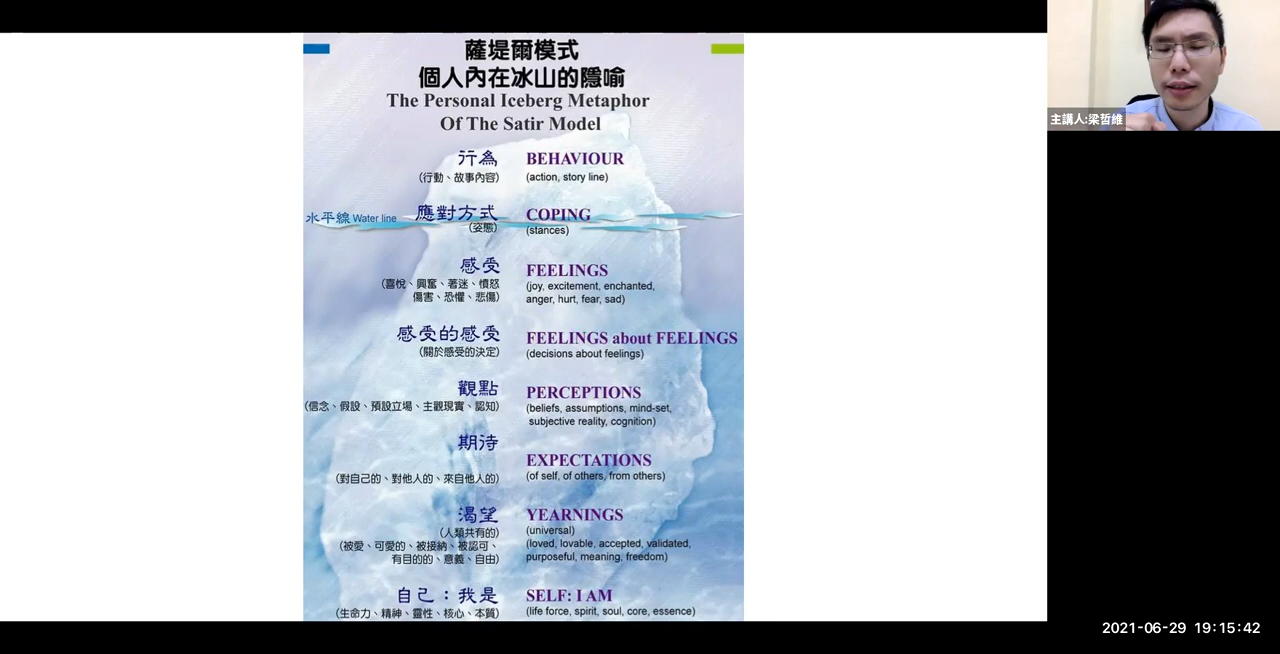 薩堤爾模式
個人內在冰山的隱喻
The Personal Iceberg Metaphor
Of The Satir Model
行為 BEHAVIOUR
(行動、故事內容) (action, story line)
水平線 Water line 應對方式 COPING
(姿態) (stances)
感受 FEELINGS
(喜悅、興奮、著迷、憤怒 (joy, excitement, enchanted,
傷害、恐懼、悲傷) anger, hurt, fear, sad)
感受的感受 FEELINGS about FEELINGS
(關於感受的決定) (decisions about feelings)
觀點 PERCEPTIONS
(信念、假設、預設立場、主觀現實、認知) (beliefs, assumptions, mind-set,
subjective reality, cognition)
期待 EXPECTATIONS
(對自己的、對他人的、來自他人的) (of self, of others, from others)
渴望 YEARNINGS
(人類共有的) (universal)
(被愛、可愛的、被接納、被認可、 (loved, lovable, accepted, validated,
有目的的、意義、自由) purposeful, meaning, freedom)
自己：我是 SELF: I AM
(生命力、精神、靈性、核心、本質) (life force, spirit, soul, core, essence)
主講人:梁哲維
2021-06-29 19:15:42